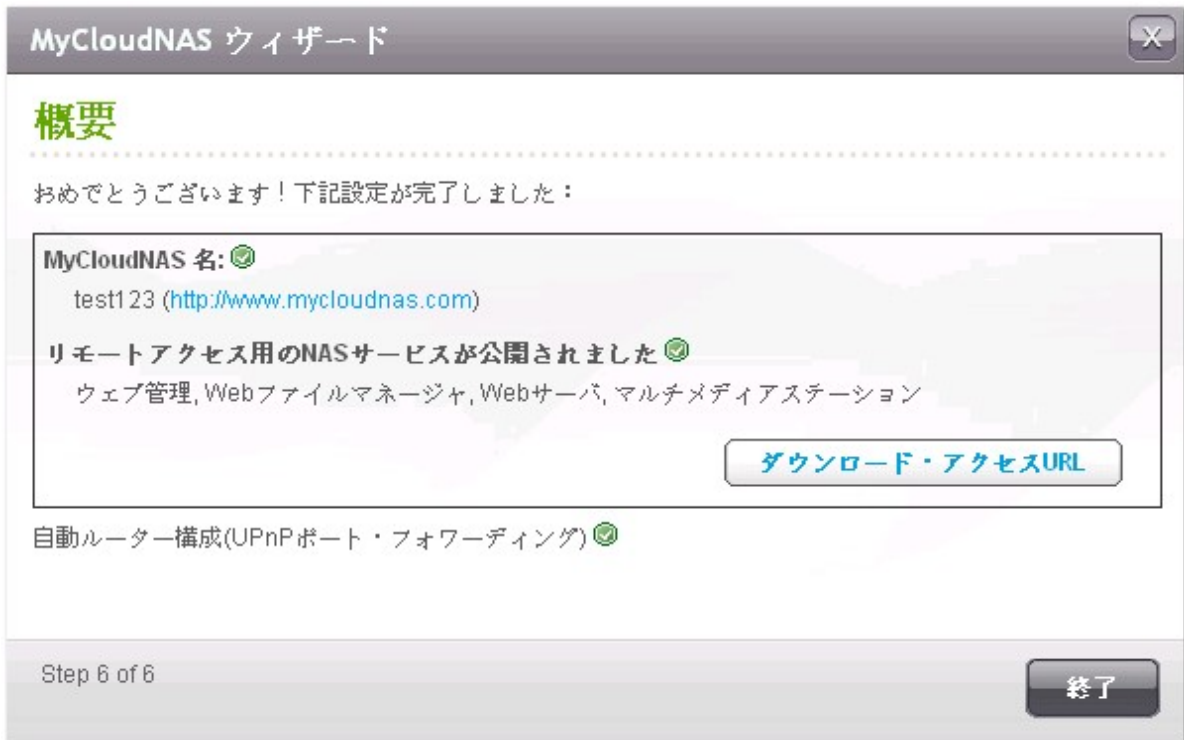 MyCloudNAS ウィザード
X
概要
おめでとうございます！下記設定が完了しました：
MyCloudNAS 名:
test123 (http://www.mycloudnas.com)
リモートアクセス用のNASサービスが公開されました
ウェブ管理, Webファイルマネージャ, Webサーバ, マルチメディアステーション
ダウンロード・アクセスURL
自動ルーター構成(UPnPポート・フォワーディング)
Step 6 of 6
終了